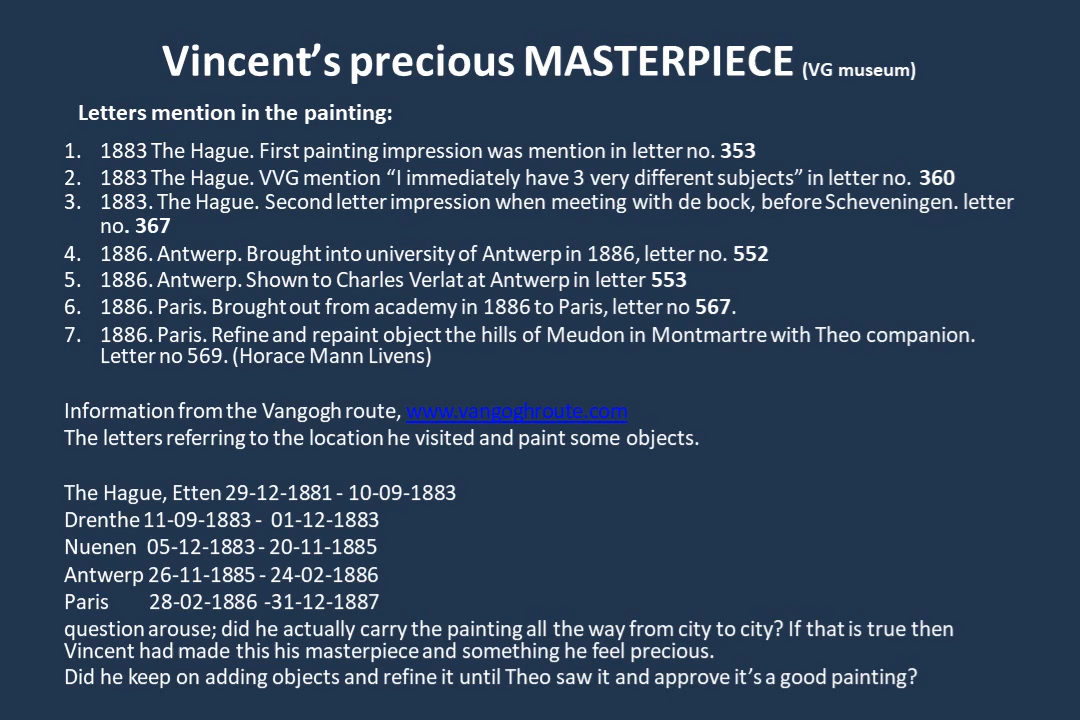 Vincent’s precious MASTERPIECE (VG museum)
Letters mention in the painting:
1. 1883 The Hague. First painting impression was mention in letter no. 353
2. 1883 The Hague. VVG mention “I immediately have 3 very different subjects” in letter no. 360
3. 1883. The Hague. Second letter impression when meeting with de bock, before Scheveningen. letter
no. 367
4. 1886. Antwerp. Brought into university of Antwerp in 1886, letter no. 552
5. 1886. Antwerp. Shown to Charles Verlat at Antwerp in letter 553
6. 1886. Paris. Brought out from academy in 1886 to Paris, letter no 567.
7. 1886. Paris. Refine and repaint object the hills of Meudon in Montmartre with Theo companion.
Letter no 569. (Horace Mann Livens)
Information from the Vangogh route, www.vangoghroute.com
The letters referring to the location he visited and paint some objects.
The Hague, Etten 29-12-1881 - 10-09-1883
Drenthe 11-09-1883 - 01-12-1883
Nuenen 05-12-1883 - 20-11-1885
Antwerp 26-11-1885 - 24-02-1886
Paris 28-02-1886 -31-12-1887
question arouse; did he actually carry the painting all the way from city to city? If that is true then
Vincent had made this his masterpiece and something he feel precious.
Did he keep on adding objects and refine it until Theo saw it and approve it’s a good painting?